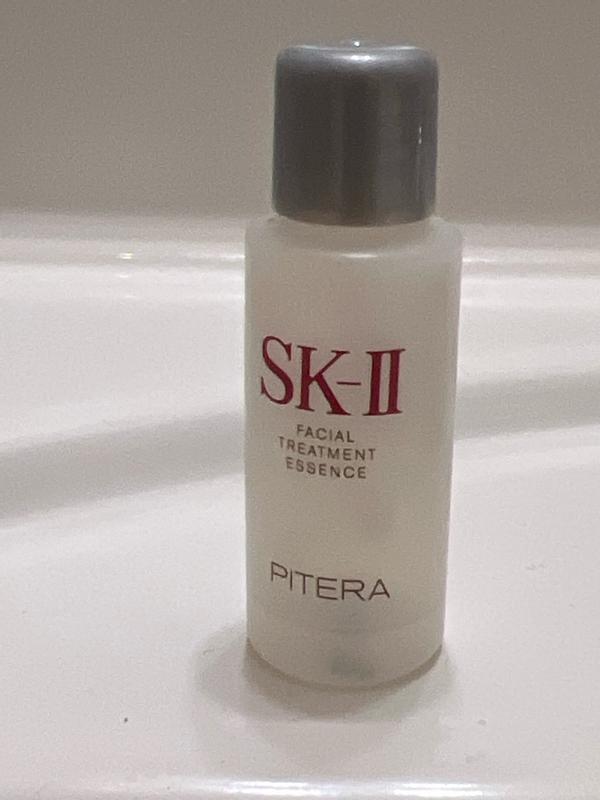 SK-II
FACIAL
TREATMENT
ESSENCE
PITERA